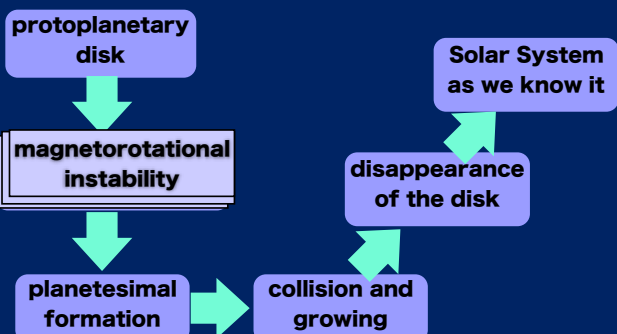 protoplanetary
disk
magnetorotational
instability
planetesimal
formation
collision and
growing
disappearance
of the disk
Solar System
as we know it